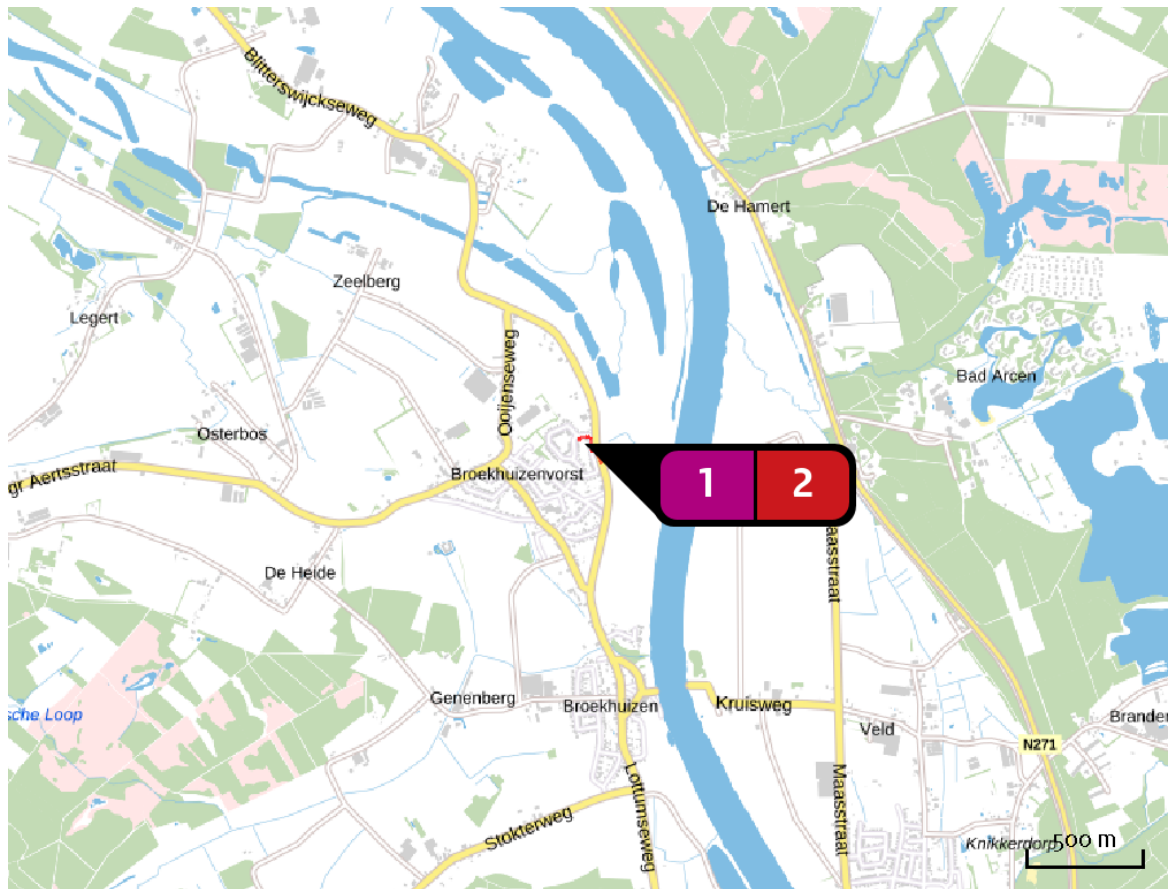 Blitterswijckseweg
De Hamert
Zeelberg
Legert
Ooijenseweg
Bad Arcen
Osterbos
gr Aertsstraat
Broekhuizenvorst
1 2
aasstraat
De Heide
Genenberg
Broekhuizen
Kruisweg
sche Loop
Veld
Brander
N271
Lottumseweg
Maasstraat
Stokterweg
Knikkerdorp
500 m